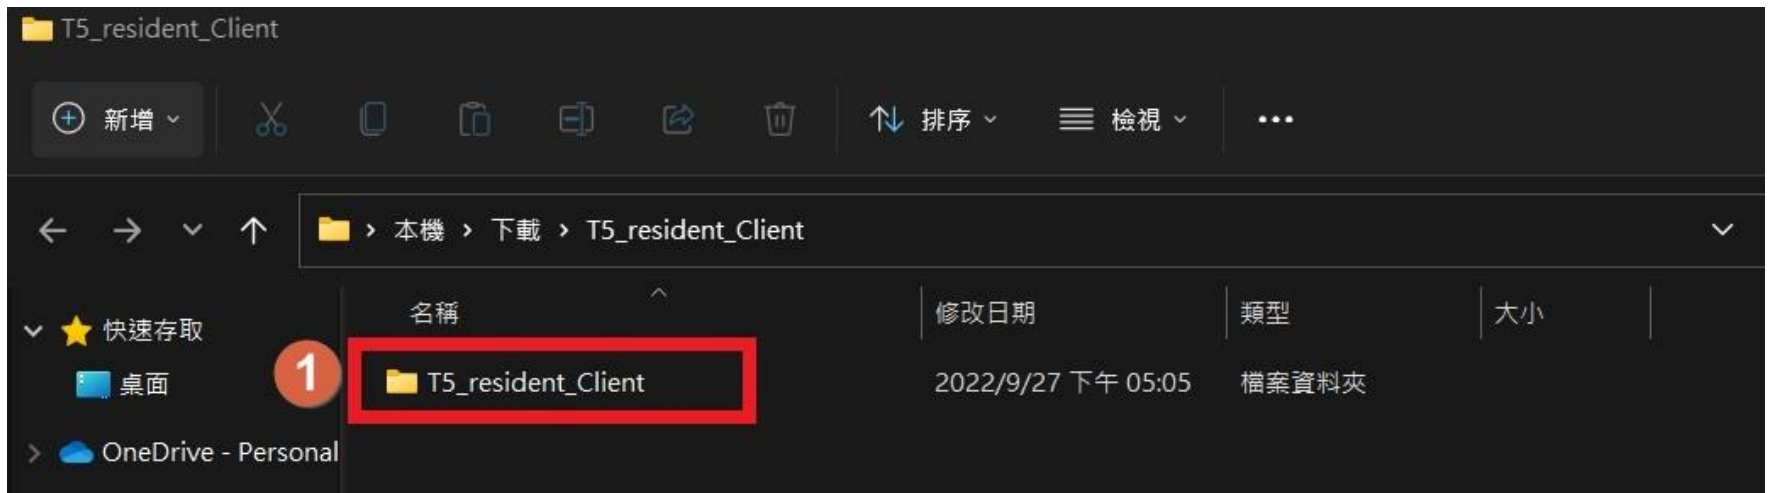 T5_resident_Client
新增 排序 檢視
本機 › 下載 › T5_resident_Client
名稱 修改日期 類型 大小
快速存取
1 T5_resident_Client 2022/9/27 下午 05:05 檔案資料夾
桌面
OneDrive - Personal